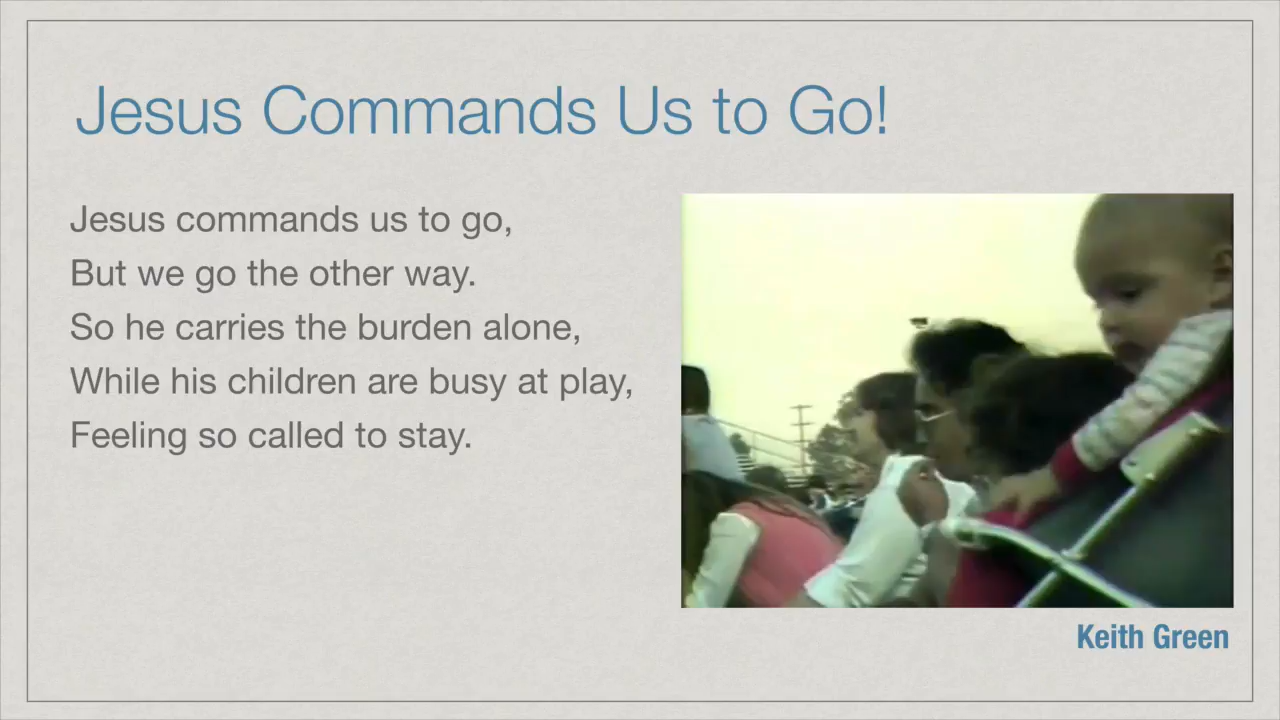 Jesus Commands Us to Go!
Jesus commands us to go,
But we go the other way.
So he carries the burden alone,
While his children are busy at play,
Feeling so called to stay.
Keith Green